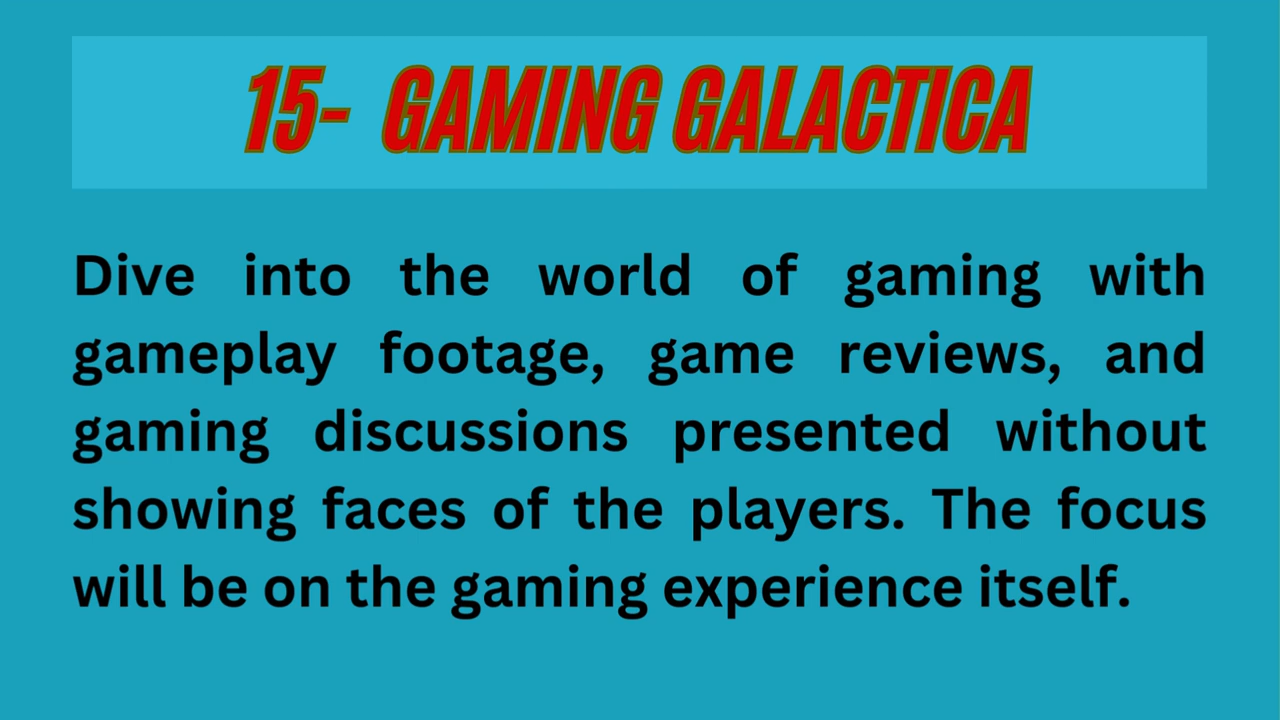 15- GAMING GALACTICA
Dive into the world of gaming with
gameplay footage, game reviews, and
gaming discussions presented without
showing faces of the players. The focus
will be on the gaming experience itself.